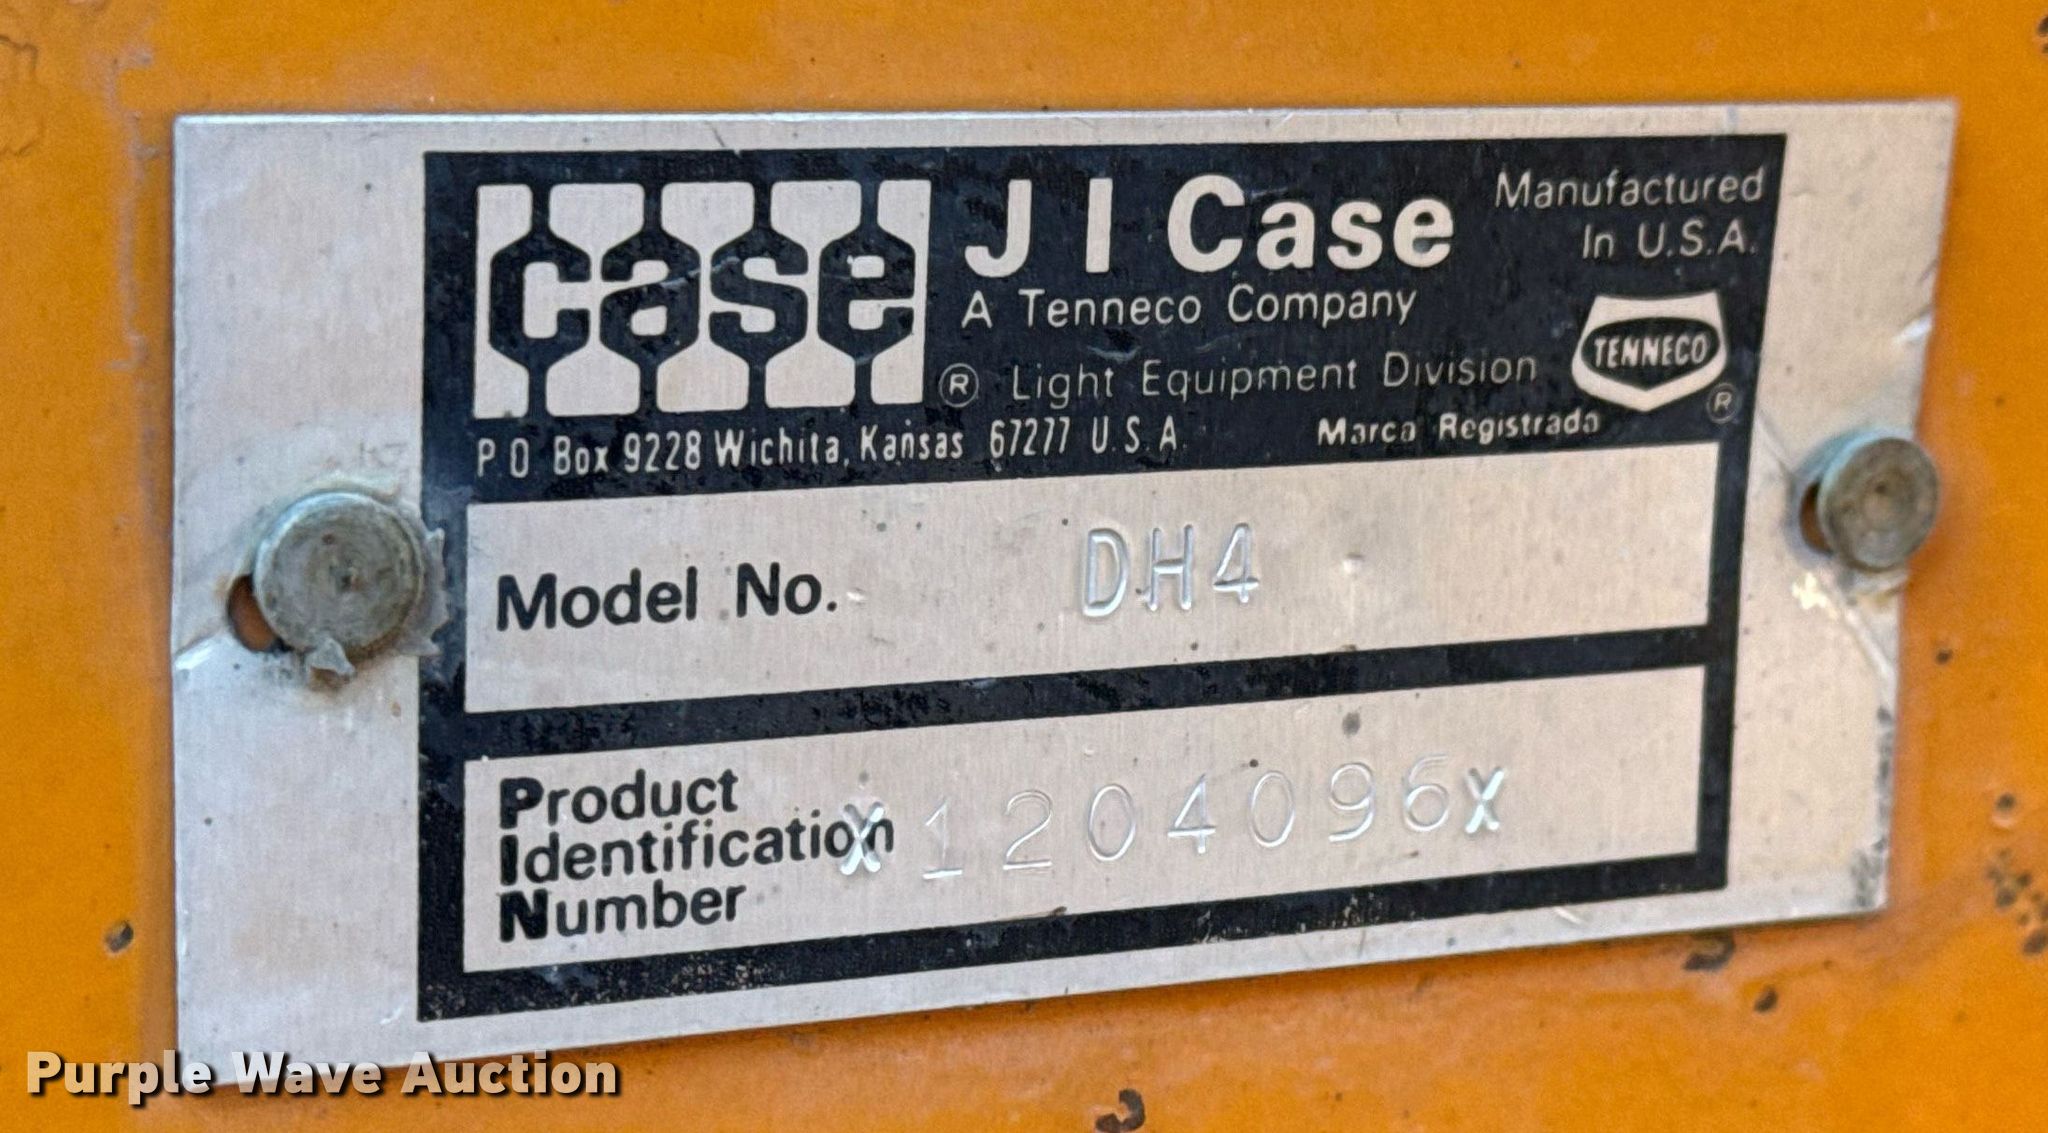 case
J I Case
Manufactured
In U.S.A.
A Tenneco Company
TENNECO
® Light Equipment Division
®
P O Box 9228 Wichita, Kansas 67277 U.S.A.
Marca Registrada
Model No. DH4
Product
Identification X1204096X
Number
Purple Wave Auction